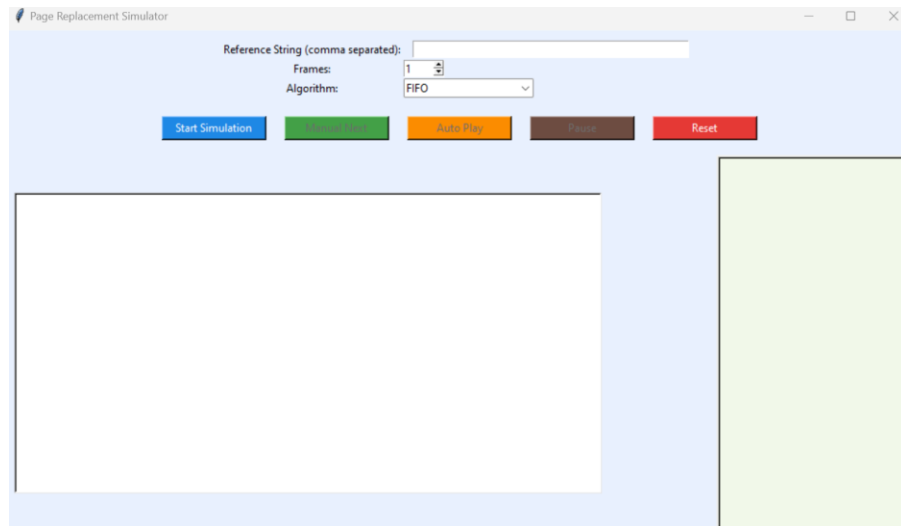 Page Replacement Simulator
Reference String (comma separated):
Frames: 1
Algorithm: FIFO
Start Simulation Manual Next Auto Play Pause Reset